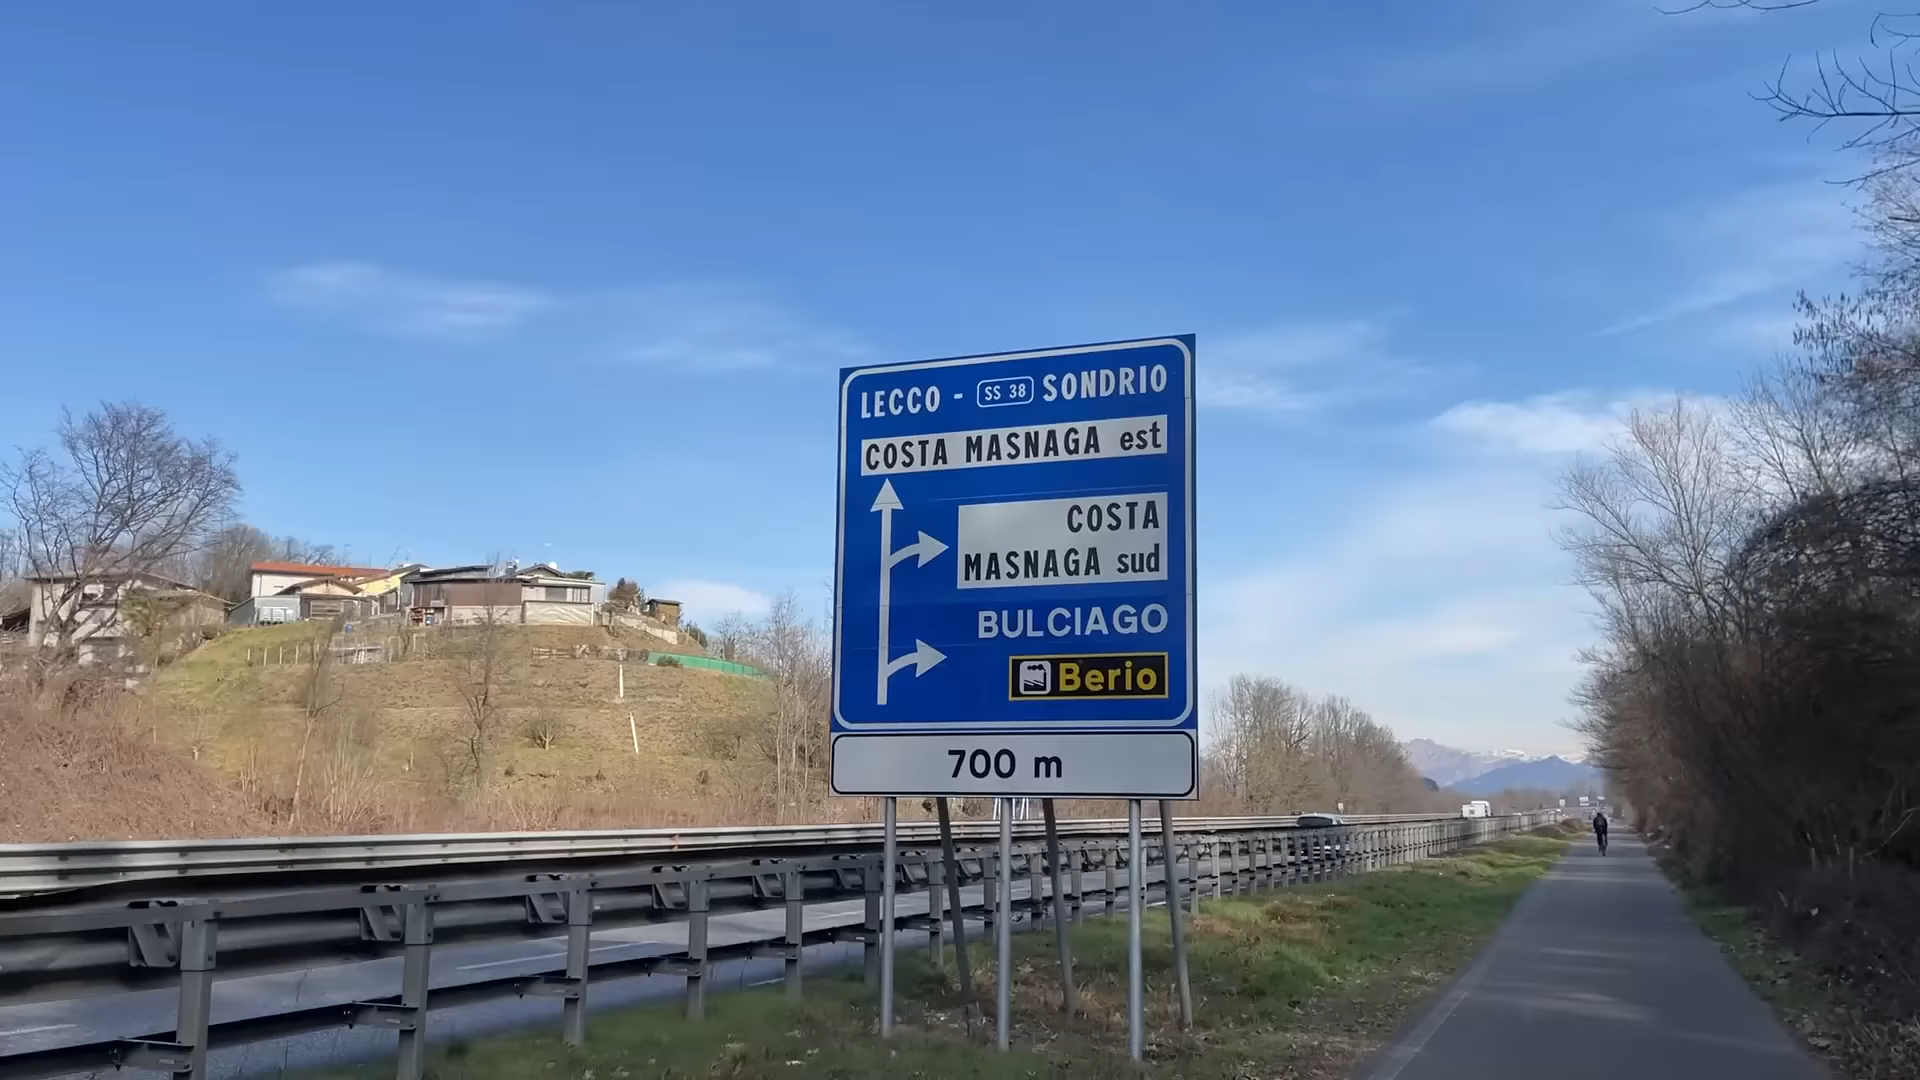 LECCO - SS 38 SONDRIO
COSTA MASNAGA est
COSTA
MASNAGA sud
BULCIAGO
Berio
700 m